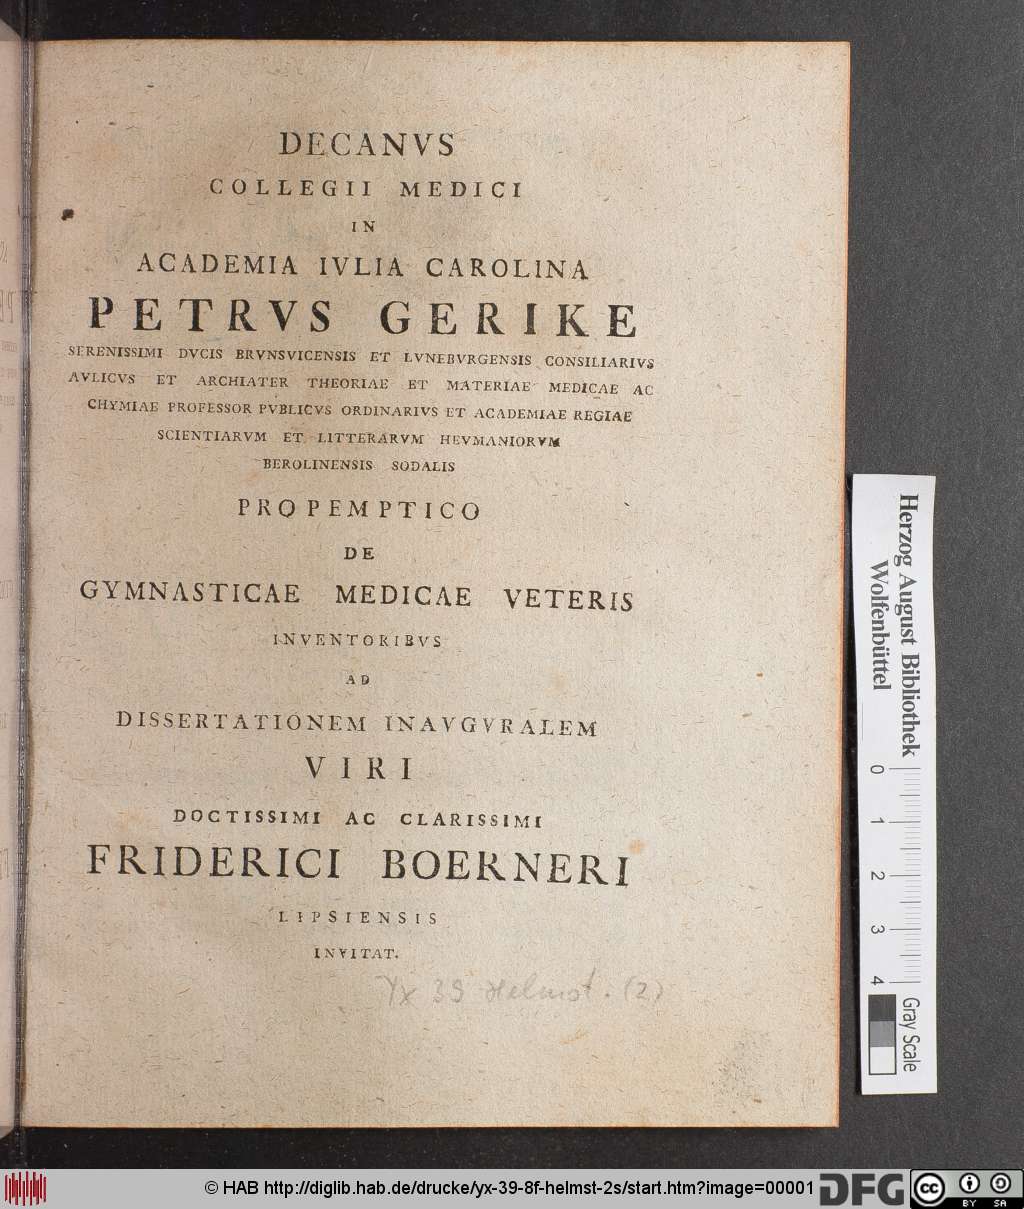 DECANVS
COLLEGII MEDICI
IN
ACADEMIA IVLIA CAROLINA
PETRVS GERIKE
SERENISSIMI DVCIS BRVNSVICENSIS ET LVNEBVRGENSIS CONSILIARIVS
AVLICVS ET ARCHIATER THEORIAE ET MATERIAE MEDICAE AC
CHYMIAE PROFESSOR PVBLICVS ORDINARIVS ET ACADEMIAE REGIAE
SCIENTIARVM ET LITTERARVM HEVMANIORVM
BEROLINENSIS SODALIS
PROPEMPTICO
DE
GYMNASTICAE MEDICAE VETERIS
INVENTORIBVS
AD
DISSERTATIONEM INAVGVRALEM
VIRI
DOCTISSIMI AC CLARISSIMI
FRIDERICI BOERNERI
LIPSIENSIS
INVITAT.
Yx 39 Helmst. (2)
Herzog August Bibliothek
Wolfenbüttel
0
1
2
3
4
Gray Scale
© HAB http://diglib.hab.de/drucke/yx-39-8f-helmst-2s/start.htm?image=00001
DFG
cc
BY SA